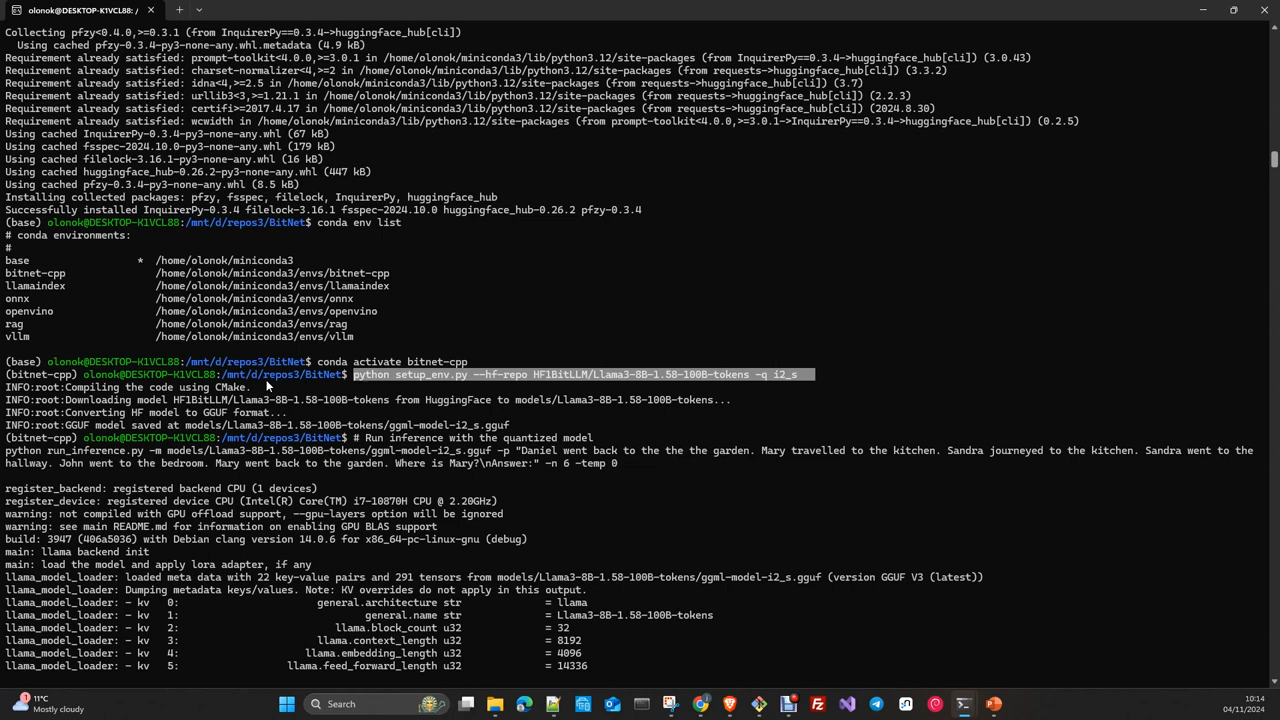 olonok@DESKTOP-K1VCL88: ~
Collecting pfzy<0.4.0,>=0.3.1 (from InquirerPy==0.3.4->huggingface_hub[cli])
  Using cached pfzy-0.3.4-py3-none-any.whl.metadata (4.9 kB)
Requirement already satisfied: prompt-toolkit<4.0.0,>=3.0.1 in /home/olonok/miniconda3/lib/python3.12/site-packages (from InquirerPy==0.3.4->huggingface_hub[cli]) (3.0.43)
Requirement already satisfied: charset-normalizer<4,>=2 in /home/olonok/miniconda3/lib/python3.12/site-packages (from requests->huggingface_hub[cli]) (3.3.2)
Requirement already satisfied: idna<4,>=2.5 in /home/olonok/miniconda3/lib/python3.12/site-packages (from requests->huggingface_hub[cli]) (3.7)
Requirement already satisfied: urllib3<3,>=1.21.1 in /home/olonok/miniconda3/lib/python3.12/site-packages (from requests->huggingface_hub[cli]) (2.2.3)
Requirement already satisfied: certifi>=2017.4.17 in /home/olonok/miniconda3/lib/python3.12/site-packages (from requests->huggingface_hub[cli]) (2024.8.30)
Requirement already satisfied: wcwidth in /home/olonok/miniconda3/lib/python3.12/site-packages (from prompt-toolkit<4.0.0,>=3.0.1->InquirerPy==0.3.4->huggingface_hub[cli]) (0.2.5)
Using cached InquirerPy-0.3.4-py3-none-any.whl (67 kB)
Using cached fsspec-2024.10.0-py3-none-any.whl (179 kB)
Using cached filelock-3.16.1-py3-none-any.whl (16 kB)
Using cached huggingface_hub-0.26.2-py3-none-any.whl (447 kB)
Using cached pfzy-0.3.4-py3-none-any.whl (8.5 kB)
Installing collected packages: pfzy, fsspec, filelock, InquirerPy, huggingface_hub
Successfully installed InquirerPy-0.3.4 filelock-3.16.1 fsspec-2024.10.0 huggingface_hub-0.26.2 pfzy-0.3.4
(base) olonok@DESKTOP-K1VCL88:/mnt/d/repos3/BitNet$ conda env list
# conda environments:
#
base                  *  /home/olonok/miniconda3
bitnet-cpp               /home/olonok/miniconda3/envs/bitnet-cpp
llamaindex               /home/olonok/miniconda3/envs/llamaindex
onnx                     /home/olonok/miniconda3/envs/onnx
openvino                 /home/olonok/miniconda3/envs/openvino
rag                      /home/olonok/miniconda3/envs/rag
vllm                     /home/olonok/miniconda3/envs/vllm
(base) olonok@DESKTOP-K1VCL88:/mnt/d/repos3/BitNet$ conda activate bitnet-cpp
(bitnet-cpp) olonok@DESKTOP-K1VCL88:/mnt/d/repos3/BitNet$ python setup_env.py --hf-repo HF1BitLLM/Llama3-8B-1.58-100B-tokens -q i2_s
INFO:root:Compiling the code using CMake.
INFO:root:Downloading model HF1BitLLM/Llama3-8B-1.58-100B-tokens from HuggingFace to models/Llama3-8B-1.58-100B-tokens...
INFO:root:Converting HF model to GGUF format...
INFO:root:GGUF model saved at models/Llama3-8B-1.58-100B-tokens/ggml-model-i2_s.gguf
(bitnet-cpp) olonok@DESKTOP-K1VCL88:/mnt/d/repos3/BitNet$ # Run inference with the quantized model
python run_inference.py -m models/Llama3-8B-1.58-100B-tokens/ggml-model-i2_s.gguf -p "Daniel went back to the the the garden. Mary travelled to the kitchen. Sandra journeyed to the kitchen. Sandra went to the
hallway. John went to the bedroom. Mary went back to the garden. Where is Mary?\nAnswer:" -n 6 -temp 0
register_backend: registered backend CPU (1 devices)
register_device: registered device CPU (Intel(R) Core(TM) i7-10870H CPU @ 2.20GHz)
warning: not compiled with GPU offload support, --gpu-layers option will be ignored
warning: see main README.md for information on enabling GPU BLAS support
build: 3947 (406a5036) with Debian clang version 14.0.6 for x86_64-pc-linux-gnu (debug)
main: llama backend init
main: load the model and apply lora adapter, if any
llama_model_loader: loaded meta data with 22 key-value pairs and 291 tensors from models/Llama3-8B-1.58-100B-tokens/ggml-model-i2_s.gguf (version GGUF V3 (latest))
llama_model_loader: Dumping metadata keys/values. Note: KV overrides do not apply in this output.
llama_model_loader: - kv   0:                       general.architecture str              = llama
llama_model_loader: - kv   1:                               general.name str              = Llama3-8B-1.58-100B-tokens
llama_model_loader: - kv   2:                          llama.block_count u32              = 32
llama_model_loader: - kv   3:                       llama.context_length u32              = 8192
llama_model_loader: - kv   4:                     llama.embedding_length u32              = 4096
llama_model_loader: - kv   5:                  llama.feed_forward_length u32              = 14336
11°C
Mostly cloudy
Search
10:14
04/11/2024